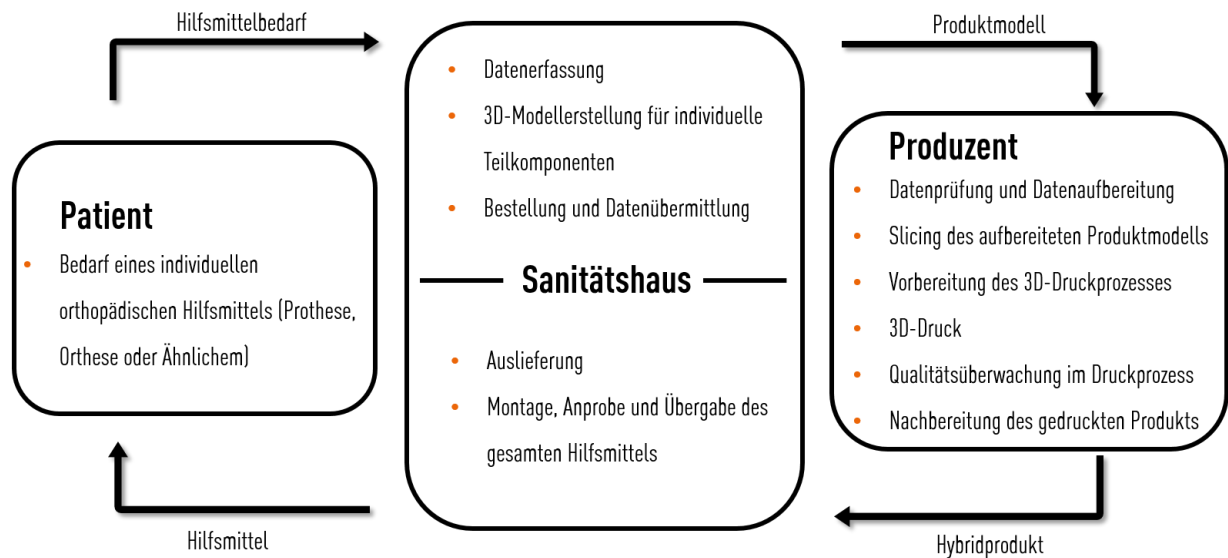 Hilfsmittelbedarf
Patient
• Bedarf eines individuellen
orthopädischen Hilfsmittels (Prothese,
Orthese oder Ähnlichem)
• Datenerfassung
• 3D-Modellerstellung für individuelle
Teilkomponenten
• Bestellung und Datenübermittlung
Sanitätshaus
• Auslieferung
• Montage, Anprobe und Übergabe des
gesamten Hilfsmittels
Produktmodell
Produzent
• Datenprüfung und Datenaufbereitung
• Slicing des aufbereiteten Produktmodells
• Vorbereitung des 3D-Druckprozesses
• 3D-Druck
• Qualitätsüberwachung im Druckprozess
• Nachbereitung des gedruckten Produkts
Hybridprodukt
Hilfsmittel